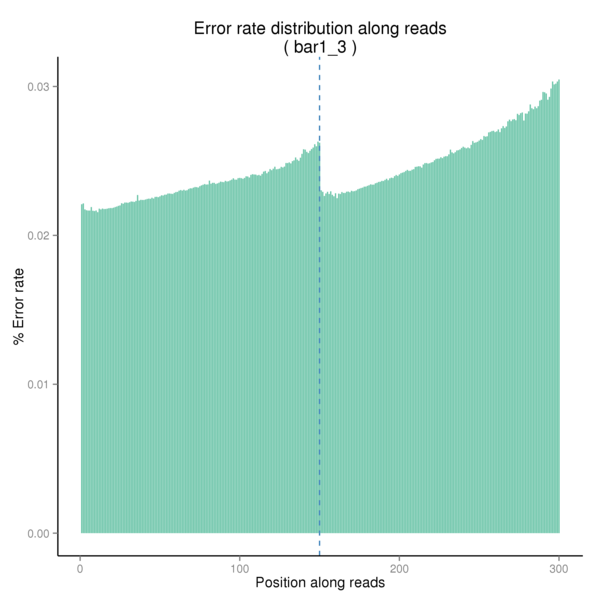 Error rate distribution along reads
( bar1_3 )
% Error rate
0.03
0.02
0.01
0.00
0
100
200
300
Position along reads